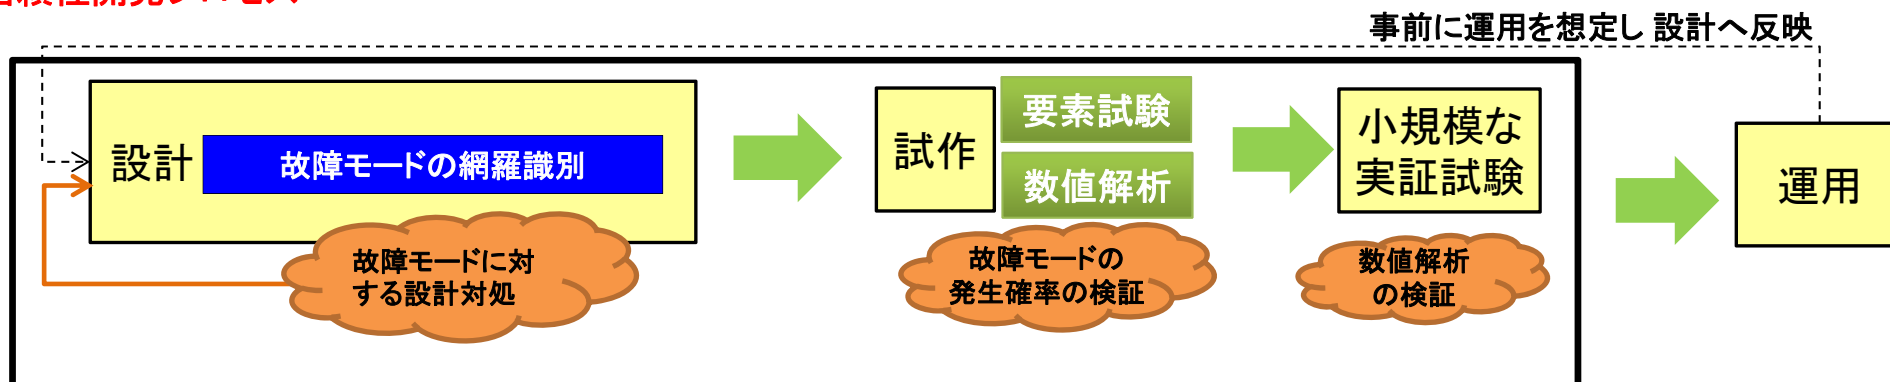 事前に運用を想定し 設計へ反映
設計
故障モードの網羅識別
故障モードに対
する設計対処
試作
要素試験
数値解析
故障モードの
発生確率の検証
小規模な
実証試験
数値解析
の検証
運用